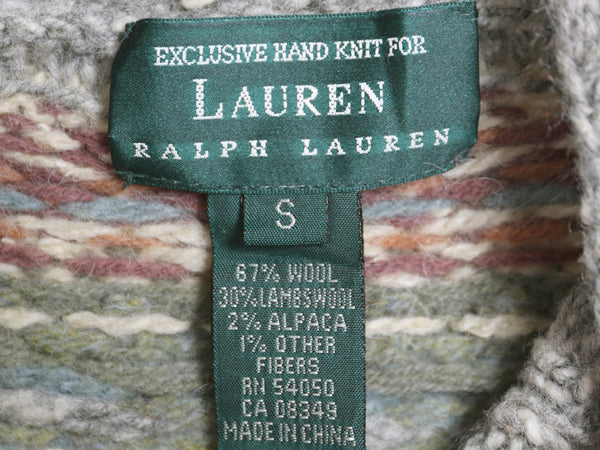 EXCLUSIVE HAND KNIT FOR
LAUREN
RALPH LAUREN
S
67% WOOL
30% LAMBSWOOL
2% ALPACA
1% OTHER
FIBERS
RN 54050
CA 08349
MADE IN CHINA